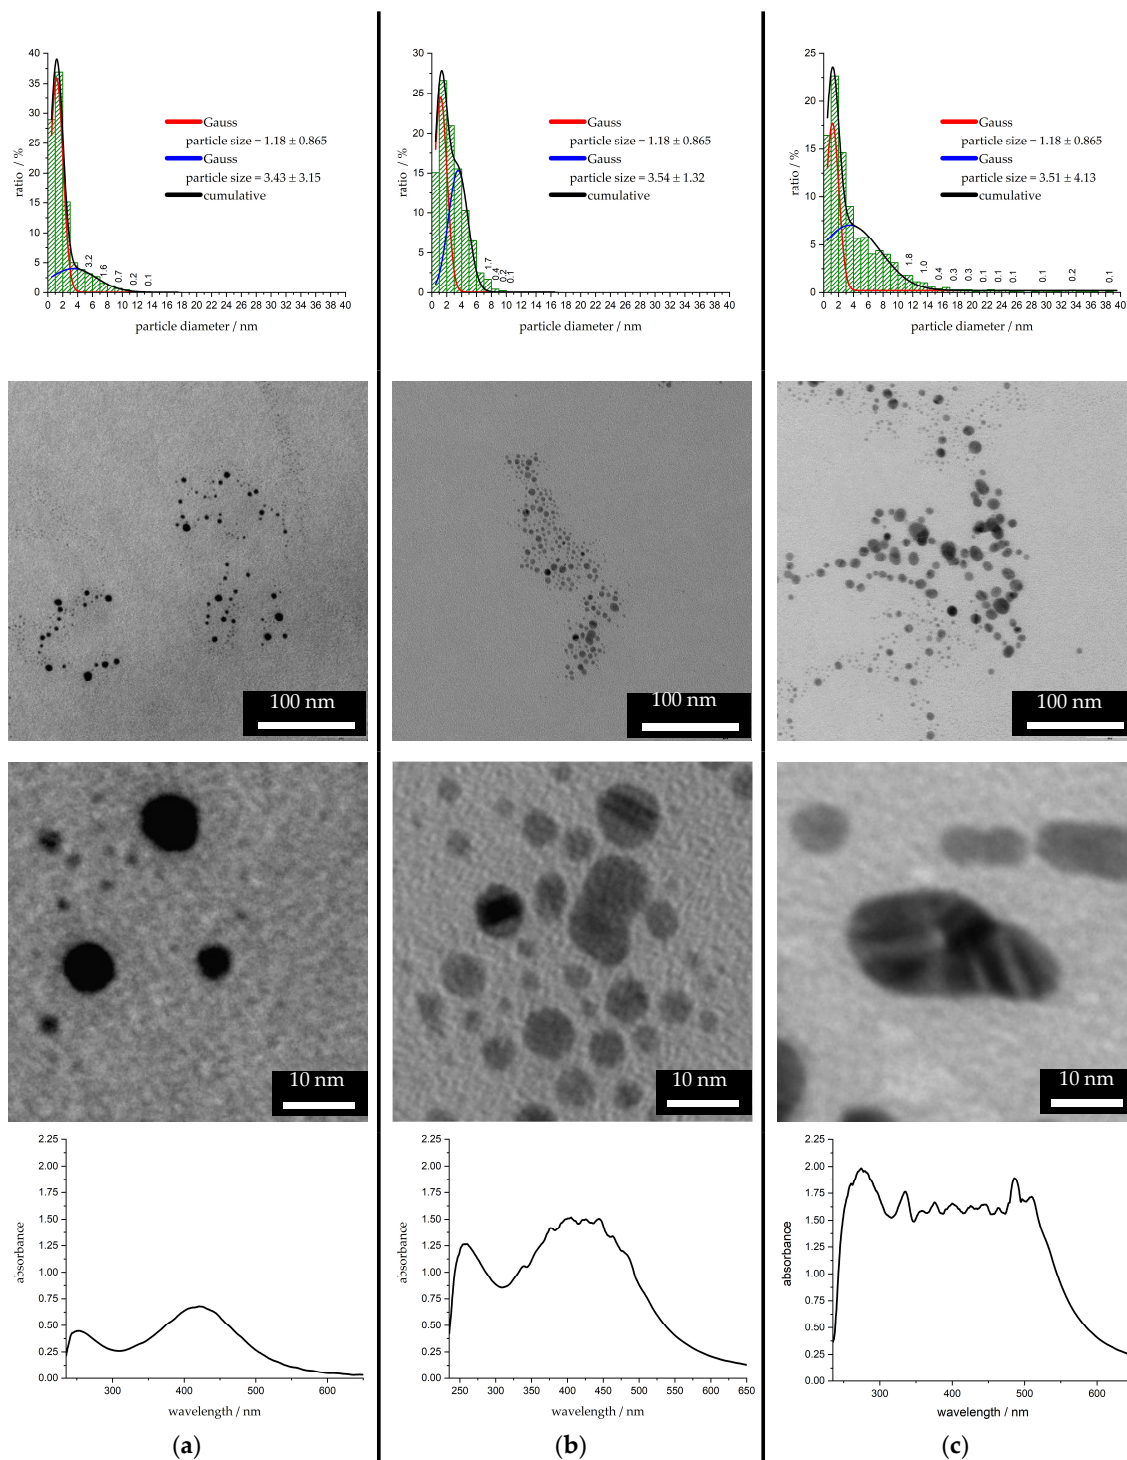 40
35
30
25
20
15
10
5
0
ratio / %
Gauss
particle size − 1.18 ± 0.865
Gauss
particle size = 3.43 ± 3.15
cumulative
3.2
1.6
0.7
0.2
0.1
0 2 4 6 8 10 12 14 16 18 20 22 24 26 28 30 32 34 36 38 40
particle diameter / nm
30
25
20
15
10
5
0
ratio / %
Gauss
particle size − 1.18 ± 0.865
Gauss
particle size = 3.54 ± 1.32
cumulative
1.7
0.4
0.2
0.1
0 2 4 6 8 10 12 14 16 18 20 22 24 26 28 30 32 34 36 38 40
particle diameter / nm
25
20
15
10
5
0
ratio / %
Gauss
particle size − 1.18 ± 0.865
Gauss
particle size = 3.51 ± 4.13
cumulative
1.8
1.0
0.4
0.3
0.3
0.1
0.1
0.1
0.1
0.2
0.1
0 2 4 6 8 10 12 14 16 18 20 22 24 26 28 30 32 34 36 38 40
particle diameter / nm
100 nm
100 nm
100 nm
10 nm
10 nm
10 nm
2.25
2.00
1.75
1.50
1.25
1.00
0.75
0.50
0.25
0.00
absorbance
300 400 500 600
wavelength / nm
2.25
2.00
1.75
1.50
1.25
1.00
0.75
0.50
0.25
0.00
absorbance
250 300 350 400 450 500 550 600 650
wavelength / nm
2.25
2.00
1.75
1.50
1.25
1.00
0.75
0.50
0.25
0.00
absorbance
300 400 500 600
wavelength / nm
(a)
(b)
(c)